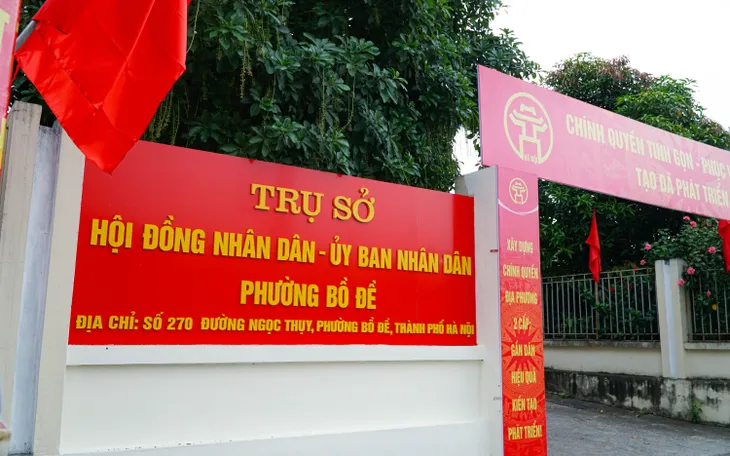 TRỤ SỞ
HỘI ĐỒNG NHÂN DÂN - ỦY BAN NHÂN DÂN
PHƯỜNG BỒ ĐỀ
ĐỊA CHỈ: SỐ 270 ĐƯỜNG NGỌC THỤY, PHƯỜNG BỒ ĐỀ, THÀNH PHỐ HÀ NỘI
HÀ NỘI
CHÍNH QUYỀN TINH GỌN - PHỤC
TẠO ĐÀ PHÁT TRIỂN
XÂY DỰNG
CHÍNH QUYỀN
ĐỊA PHƯƠNG
2 CẤP
GẦN DÂN
HIỆU QUẢ
KIẾN TẠO
PHÁT TRIỂN!